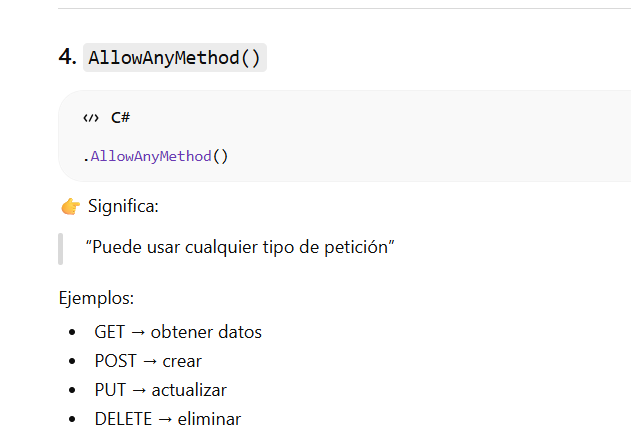 4. AllowAnyMethod()
C#
.AllowAnyMethod()
👉 Significa:
“Puede usar cualquier tipo de petición”
Ejemplos:
• GET → obtener datos
• POST → crear
• PUT → actualizar
• DELETE → eliminar